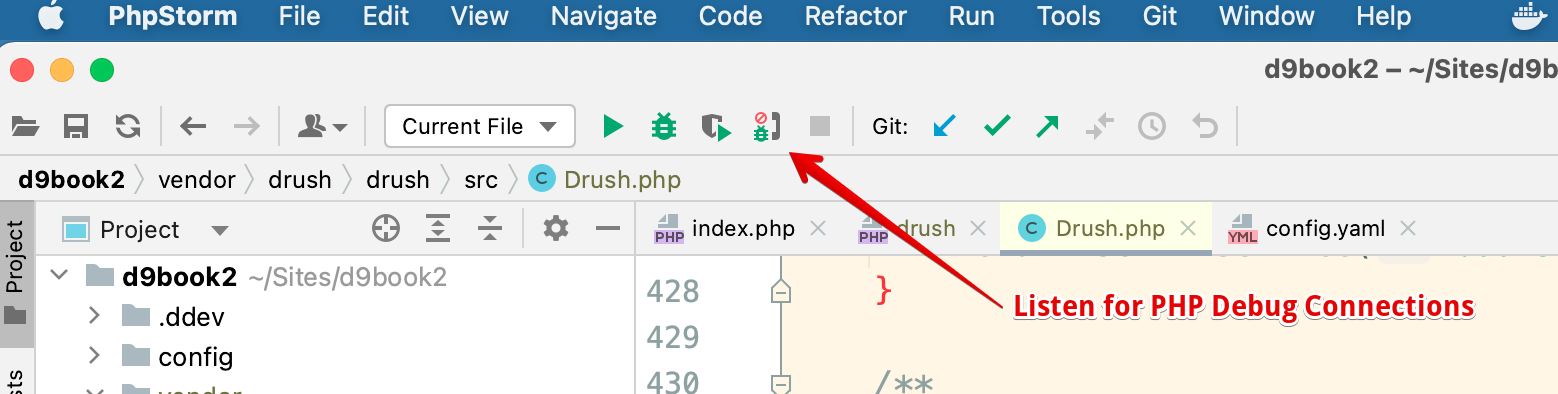 PhpStorm File Edit View Navigate Code Refactor Run Tools Git Window Help
d9book2 – ~/Sites/d9b
Current File Git:
d9book2 vendor drush drush src C Drush.php
Project
Project
PHP index.php PHP drush C Drush.php YML config.yaml
d9book2 ~/Sites/d9book2
428 }
Listen for PHP Debug Connections
.ddev
429
config
430 /**
vendor